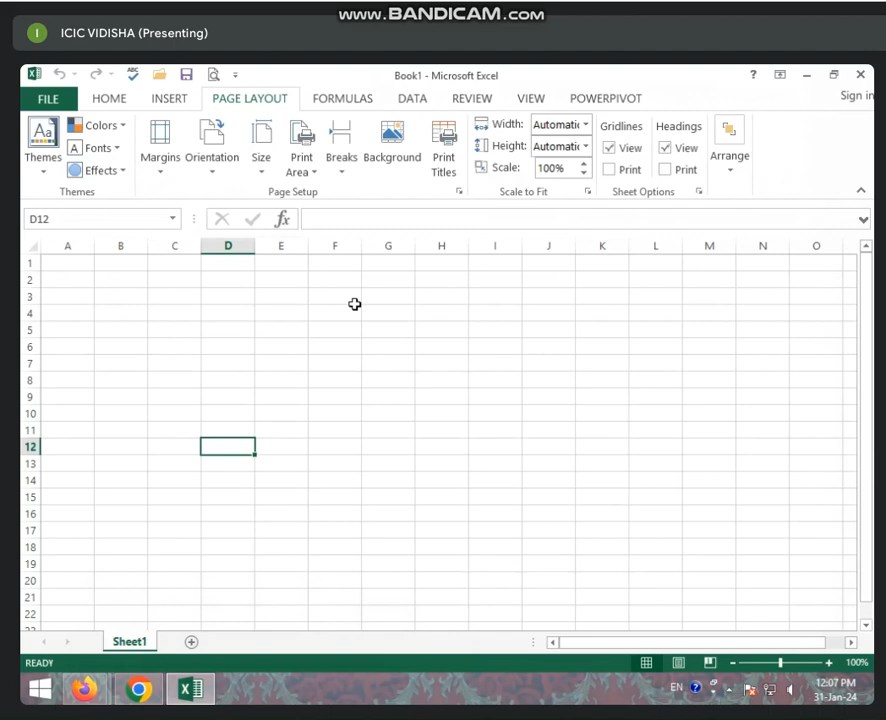 WWW.BANDICAM.COM
I ICIC VIDISHA (Presenting)
ABC Book1 - Microsoft Excel ?
FILE HOME INSERT PAGE LAYOUT FORMULAS DATA REVIEW VIEW POWERPIVOT Sign in
Aa Colors Width: Automatic Gridlines Headings
A Fonts Height: Automatic View View
Themes Effects Margins Orientation Size Print Area Breaks Background Print Titles Scale: 100% Print Print Arrange
Themes Page Setup Scale to Fit Sheet Options
D12 fx
A B C D E F G H I J K L M N O
1
2
3
4
5
6
7
8
9
10
11
12
13
14
15
16
17
18
19
20
21
22
Sheet1
READY 100%
EN ? 12:07 PM
31-Jan-24